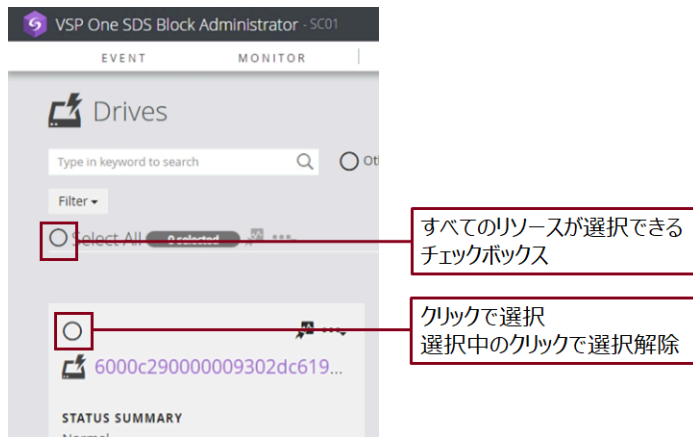 VSP One SDS Block Administrator - SC01
EVENT MONITOR
Drives
Type in keyword to search
Filter
Select All 0 selected
すべてのリソースが選択できる
チェックボックス
クリックで選択
選択中のクリックで選択解除
6000c290000009302dc619...
STATUS SUMMARY
Normal